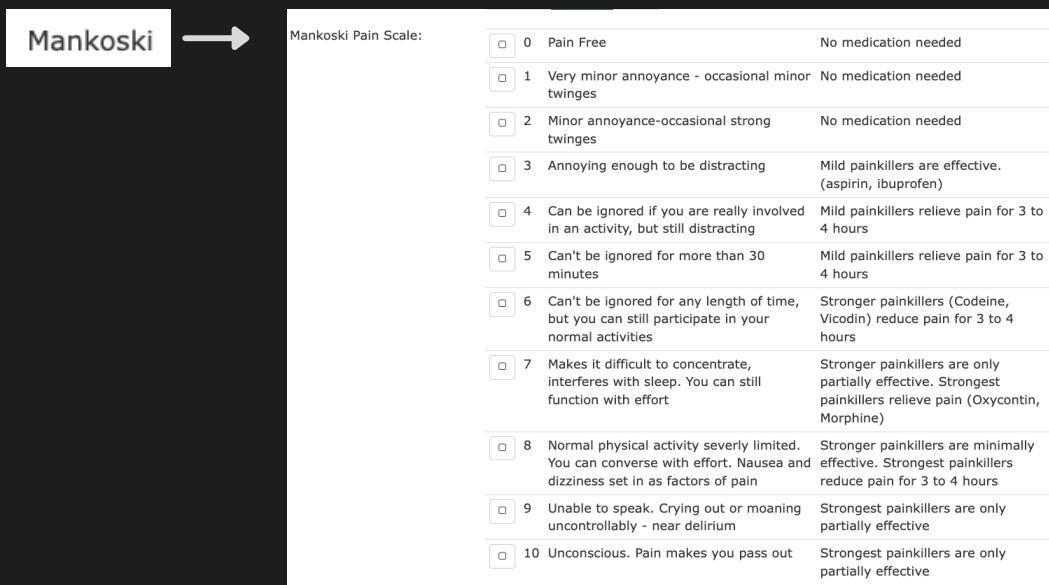 Mankoski
Mankoski Pain Scale:
0 Pain Free No medication needed
1 Very minor annoyance - occasional minor No medication needed
twinges
2 Minor annoyance-occasional strong No medication needed
twinges
3 Annoying enough to be distracting Mild painkillers are effective.
(aspirin, ibuprofen)
4 Can be ignored if you are really involved Mild painkillers relieve pain for 3 to
in an activity, but still distracting 4 hours
5 Can't be ignored for more than 30 Mild painkillers relieve pain for 3 to
minutes 4 hours
6 Can't be ignored for any length of time, Stronger painkillers (Codeine,
but you can still participate in your Vicodin) reduce pain for 3 to 4
normal activities hours
7 Makes it difficult to concentrate, Stronger painkillers are only
interferes with sleep. You can still partially effective. Strongest
function with effort painkillers relieve pain (Oxycontin,
Morphine)
8 Normal physical activity severly limited. Stronger painkillers are minimally
You can converse with effort. Nausea and effective. Strongest painkillers
dizziness set in as factors of pain reduce pain for 3 to 4 hours
9 Unable to speak. Crying out or moaning Strongest painkillers are only
uncontrollably - near delirium partially effective
10 Unconscious. Pain makes you pass out Strongest painkillers are only
partially effective